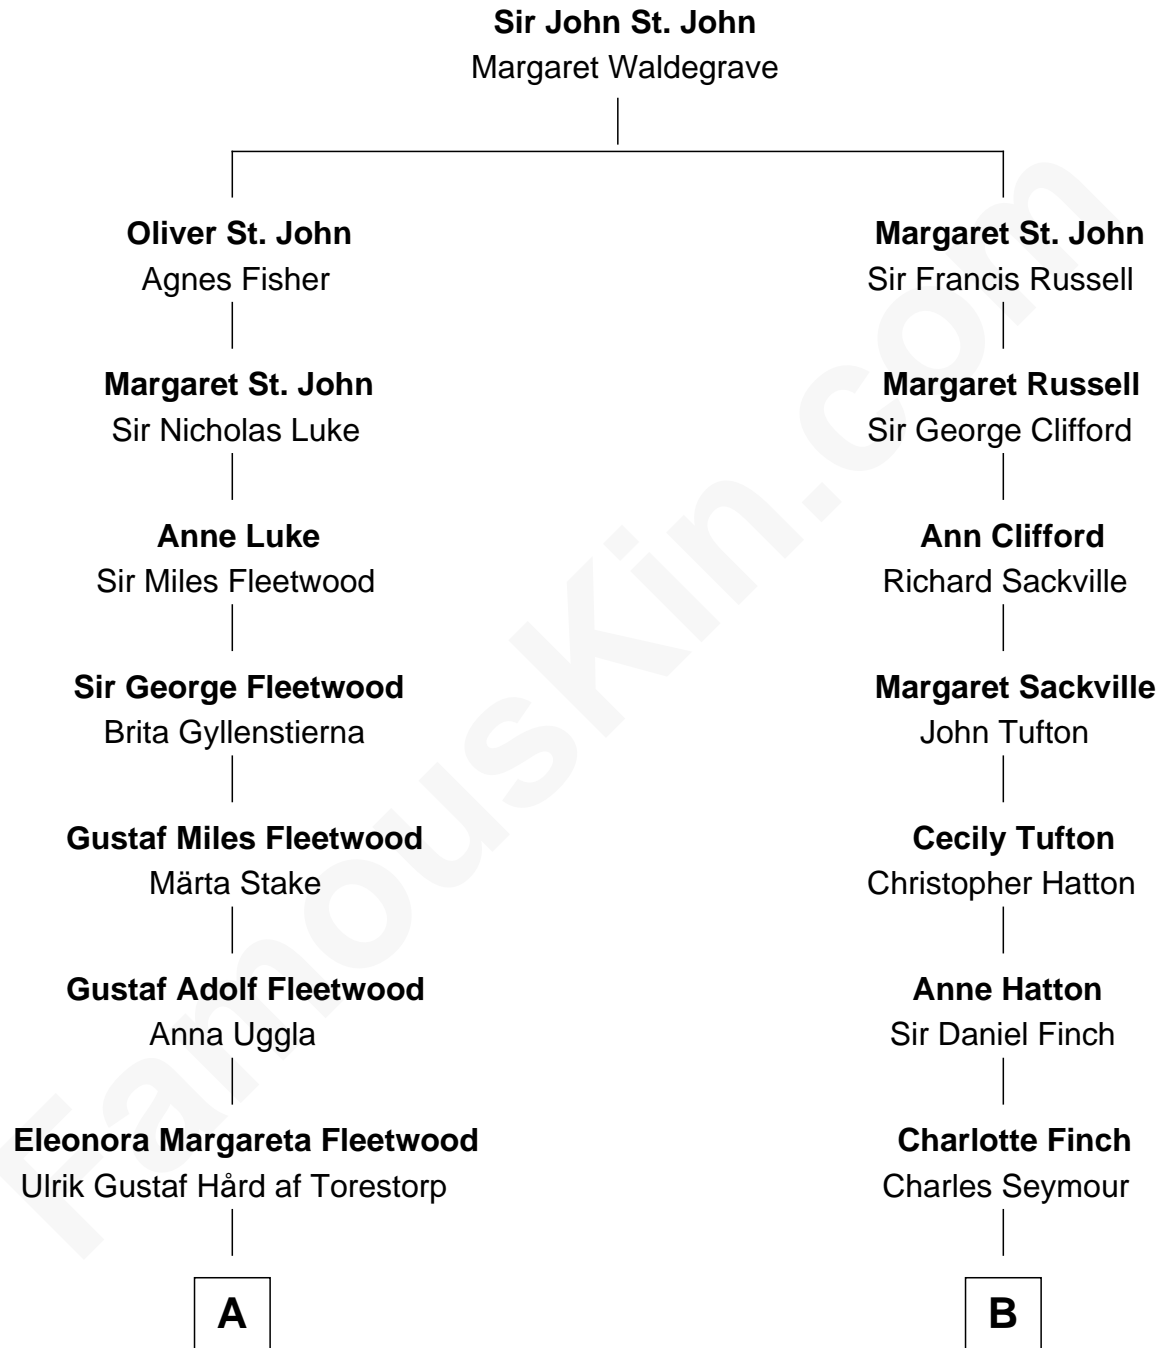 Sir John St. John
Margaret Waldegrave
Oliver St. John
Agnes Fisher
Margaret St. John
Sir Francis Russell
Margaret St. John
Sir Nicholas Luke
Margaret Russell
Sir George Clifford
Anne Luke
Sir Miles Fleetwood
Ann Clifford
Richard Sackville
Sir George Fleetwood
Brita Gyllenstierna
Margaret Sackville
John Tufton
Gustaf Miles Fleetwood
Märta Stake
Cecily Tufton
Christopher Hatton
Gustaf Adolf Fleetwood
Anna Uggla
Anne Hatton
Sir Daniel Finch
Eleonora Margareta Fleetwood
Ulrik Gustaf Hård af Torestorp
Charlotte Finch
Charles Seymour
A
B
FamousKin.com